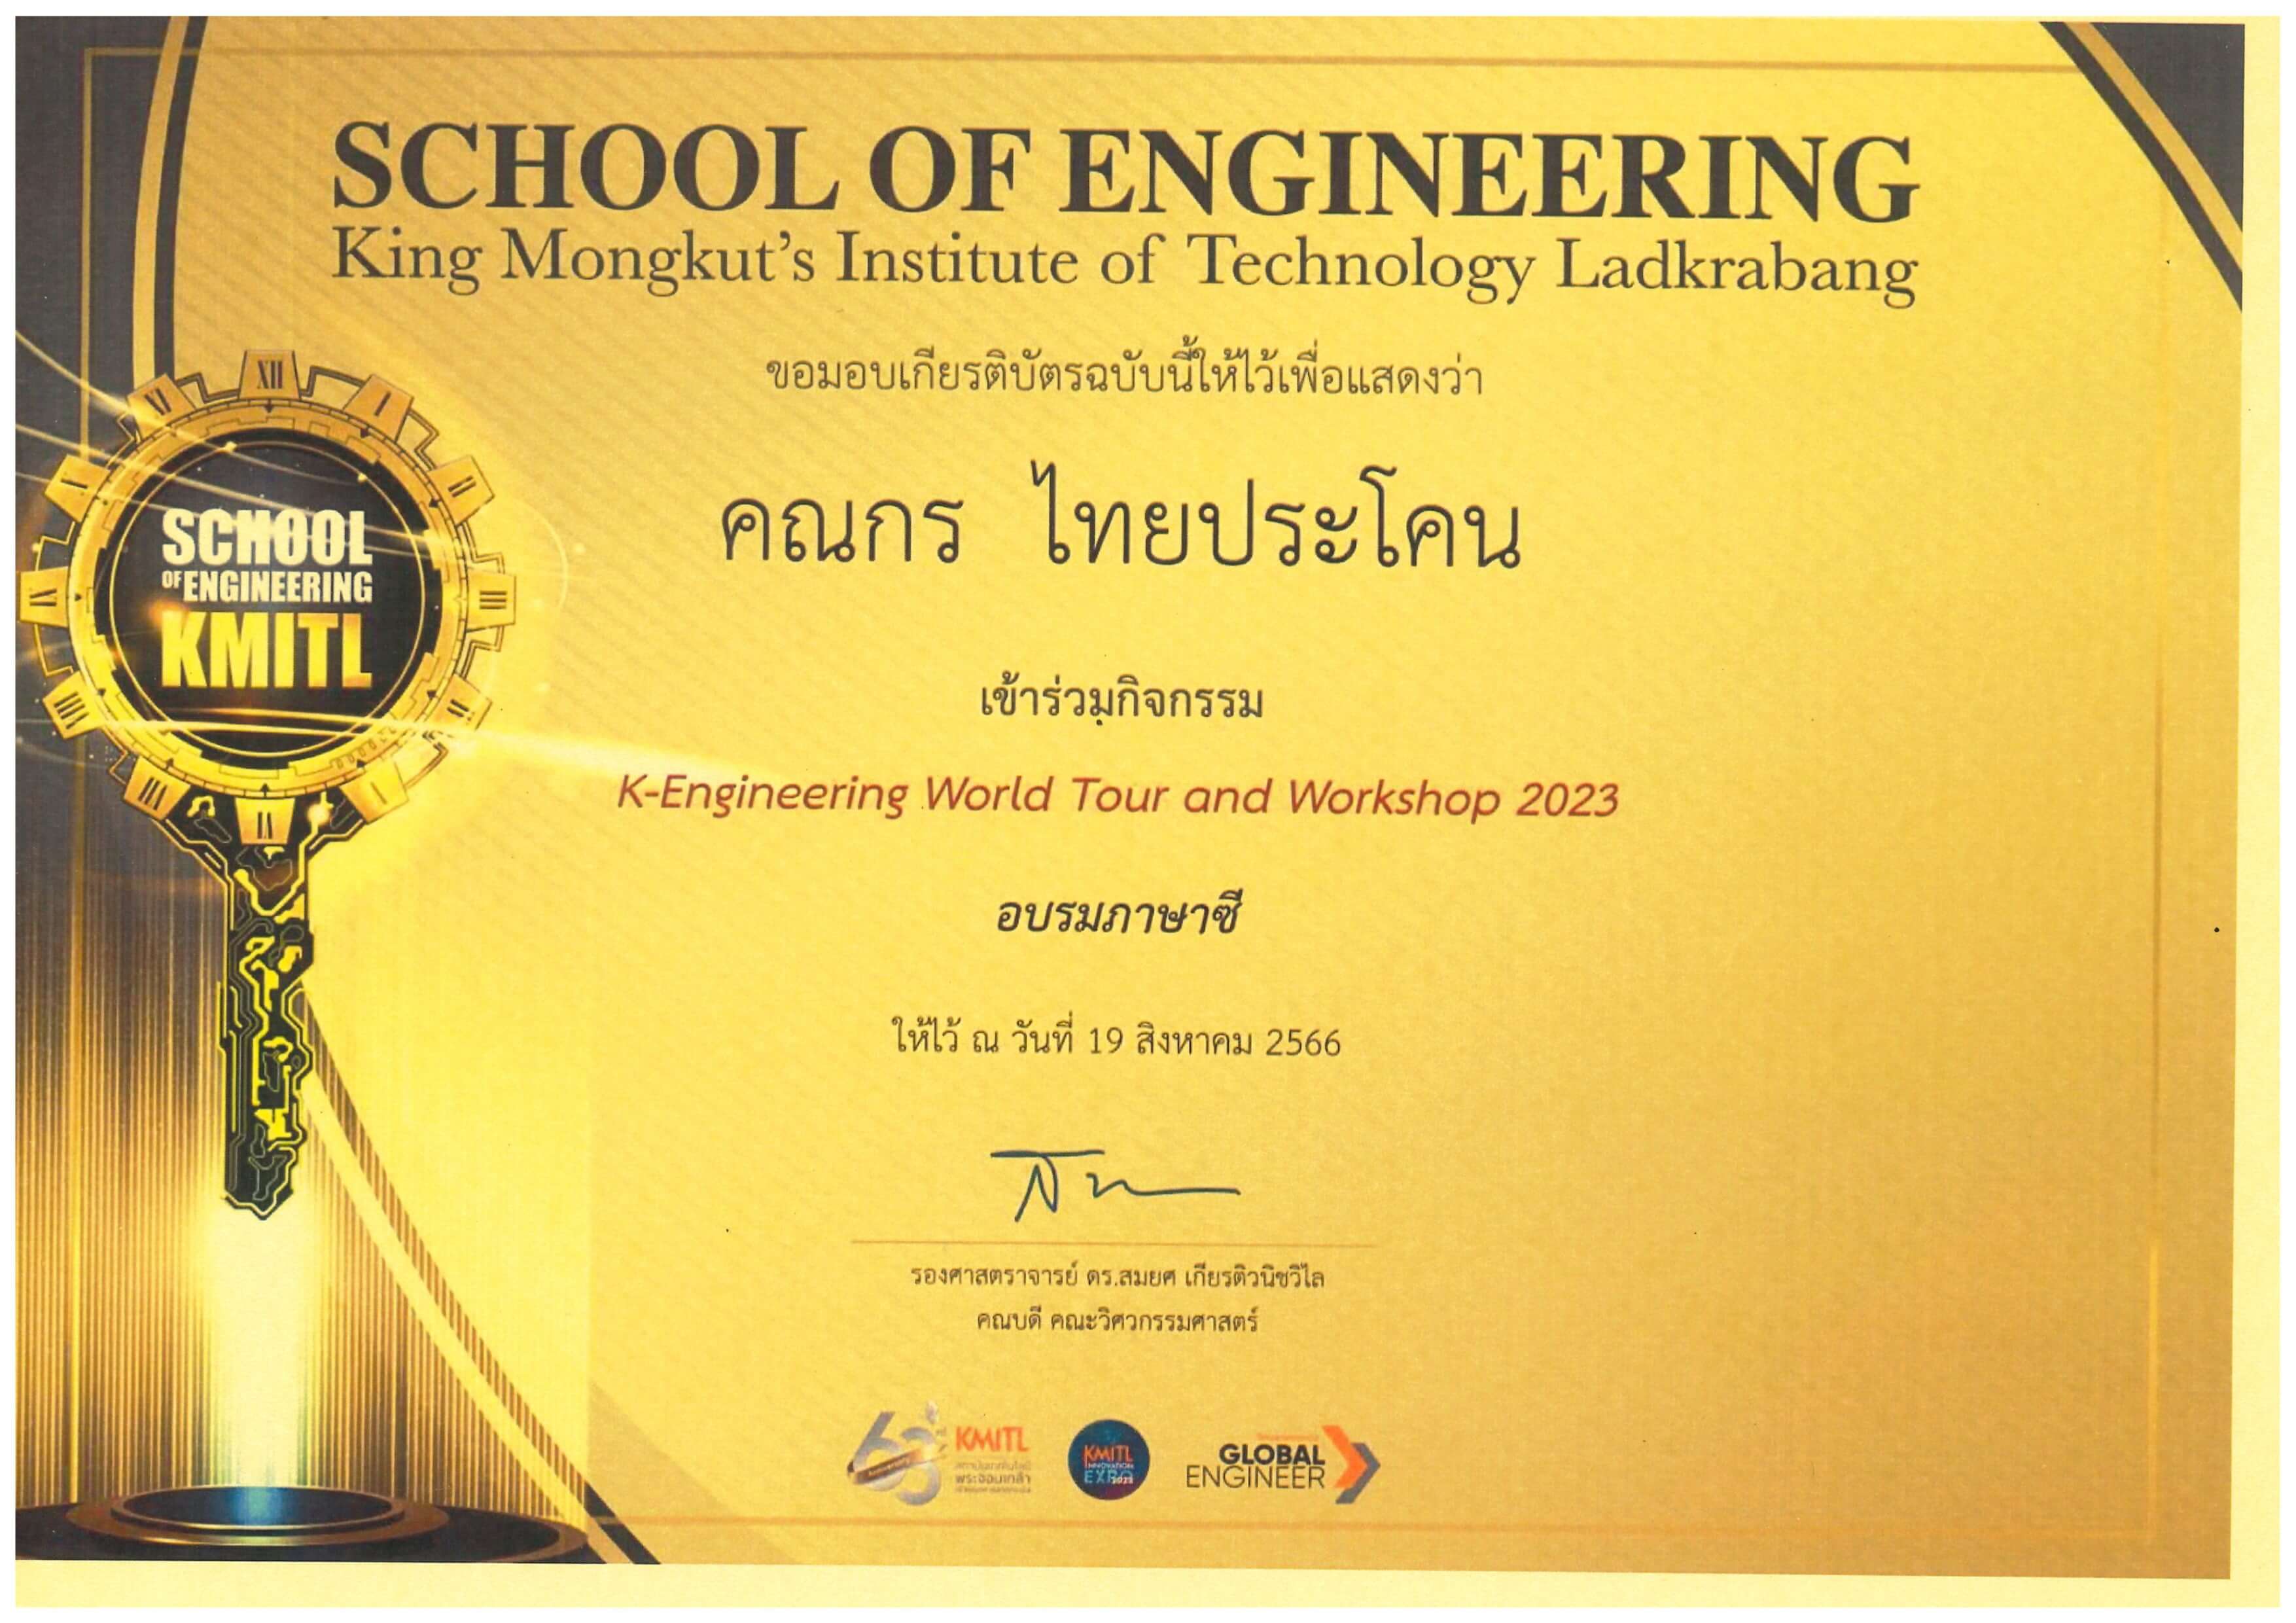 SCHOOL OF ENGINEERING
King Mongkut's Institute of Technology Ladkrabang
ขอมอบเกียรติบัตรฉบับนี้ให้ไว้เพื่อแสดงว่า
คณกร ไทยประโคน
เข้าร่วมกิจกรรม
K-Engineering World Tour and Workshop 2023
อบรมภาษาซี
ให้ไว้ ณ วันที่ 19 สิงหาคม 2566
รองศาสตราจารย์ ดร.สมยศ เกียรติวนิชวิไล
คณบดี คณะวิศวกรรมศาสตร์
XII
I
II
III
SCHOOL
OF ENGINEERING
KMITL
63
KMITL
พระจอมเกล้า
KMITL
INNOVATION
EXPO 2023
GLOBAL
ENGINEER